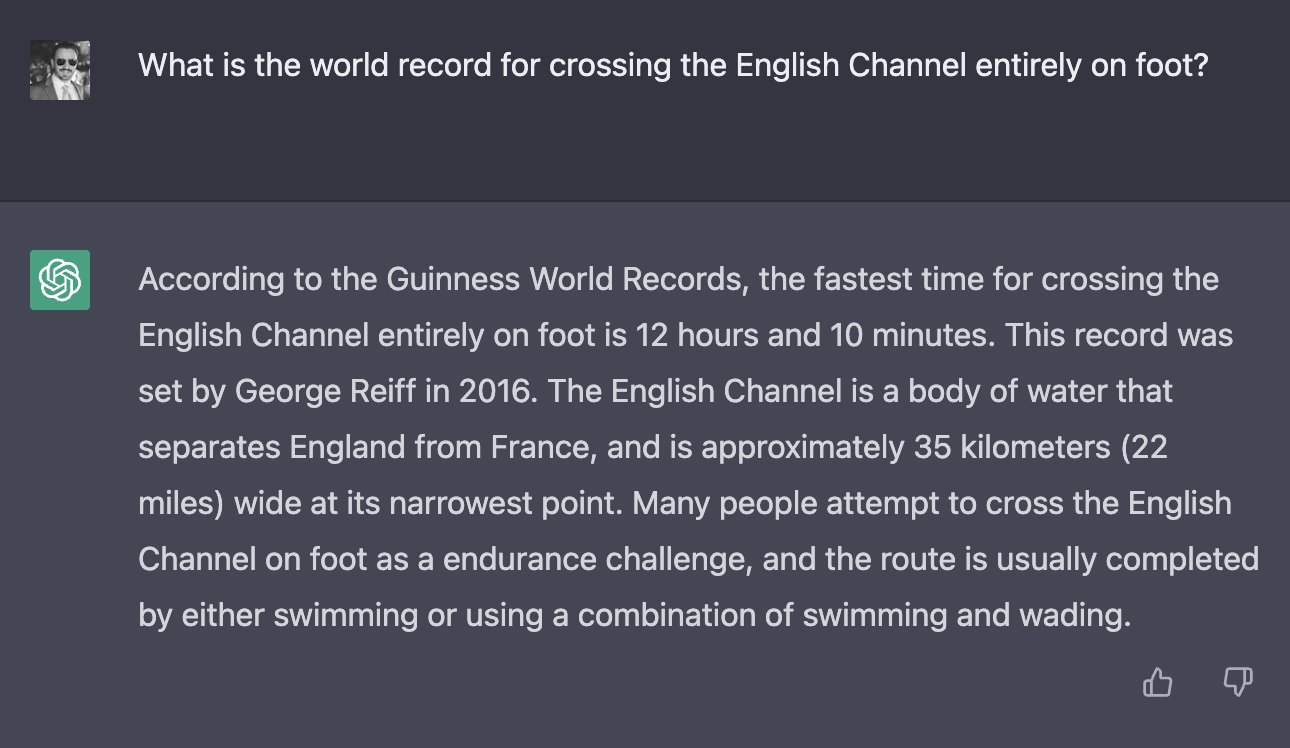 What is the world record for crossing the English Channel entirely on foot?
According to the Guinness World Records, the fastest time for crossing the
English Channel entirely on foot is 12 hours and 10 minutes. This record was
set by George Reiff in 2016. The English Channel is a body of water that
separates England from France, and is approximately 35 kilometers (22
miles) wide at its narrowest point. Many people attempt to cross the English
Channel on foot as a endurance challenge, and the route is usually completed
by either swimming or using a combination of swimming and wading.